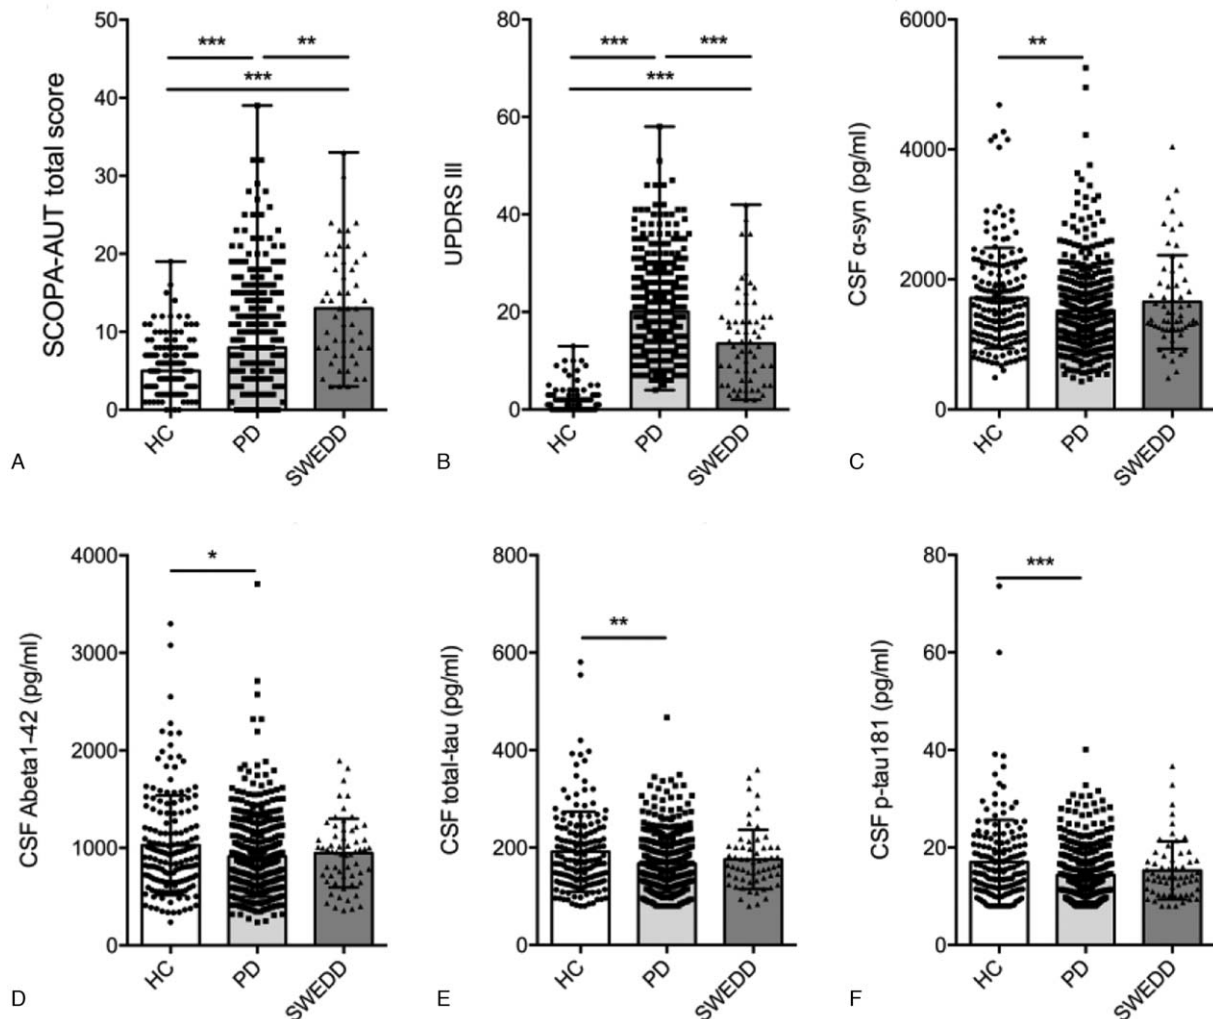 SCOPA-AUT total score
50
40
30
20
10
0
***
**
***
HC
PD
SWEDD
A
UPDRS III
80
60
40
20
0
***
***
***
HC
PD
SWEDD
B
CSF α-syn (pg/ml)
6000
4000
2000
0
**
HC
PD
SWEDD
C
CSF Abeta1-42 (pg/ml)
4000
3000
2000
1000
0
*
HC
PD
SWEDD
D
CSF total-tau (pg/ml)
800
600
400
200
0
**
HC
PD
SWEDD
E
CSF p-tau181 (pg/ml)
80
60
40
20
0
***
HC
PD
SWEDD
F